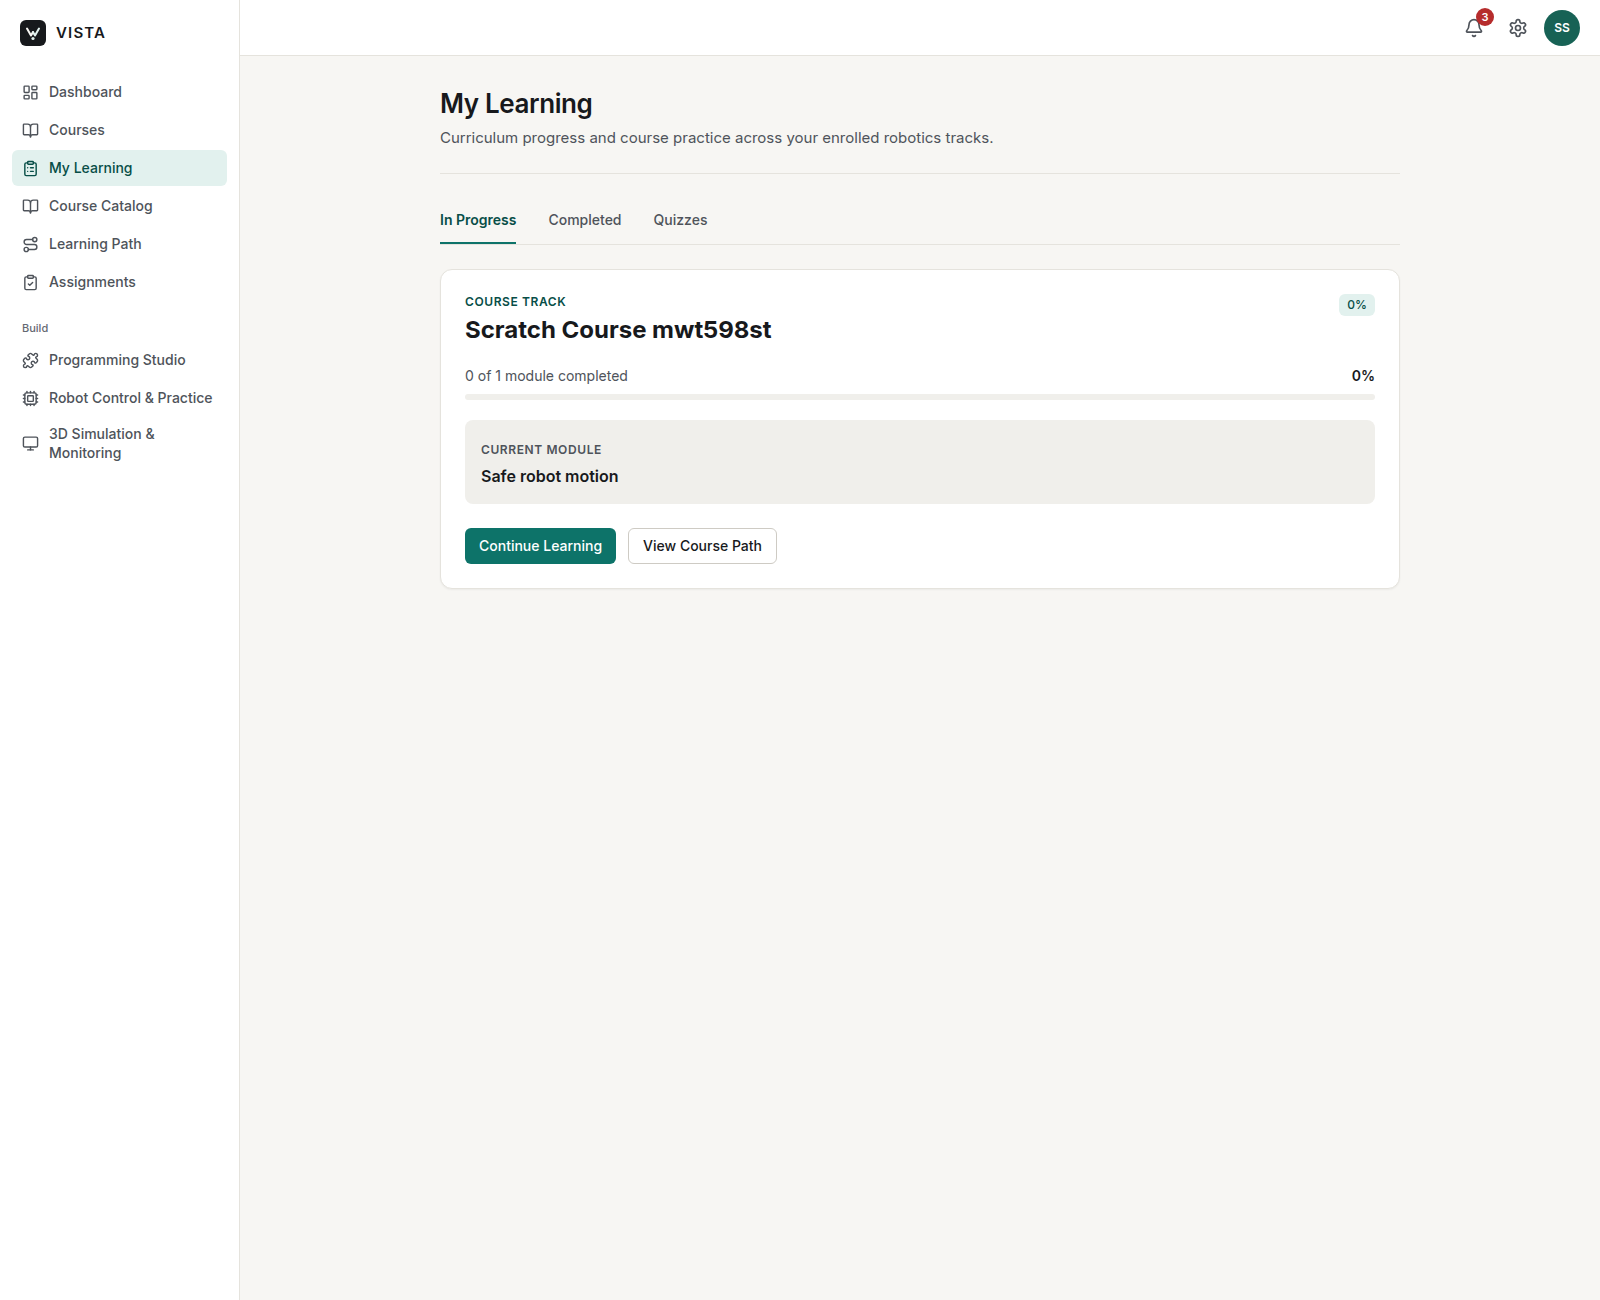 VISTA
3
SS
Dashboard
Courses
My Learning
Course Catalog
Learning Path
Assignments
Build
Programming Studio
Robot Control & Practice
3D Simulation &
Monitoring
My Learning
Curriculum progress and course practice across your enrolled robotics tracks.
In Progress
Completed
Quizzes
COURSE TRACK
0%
Scratch Course mwt598st
0 of 1 module completed
0%
CURRENT MODULE
Safe robot motion
Continue Learning
View Course Path